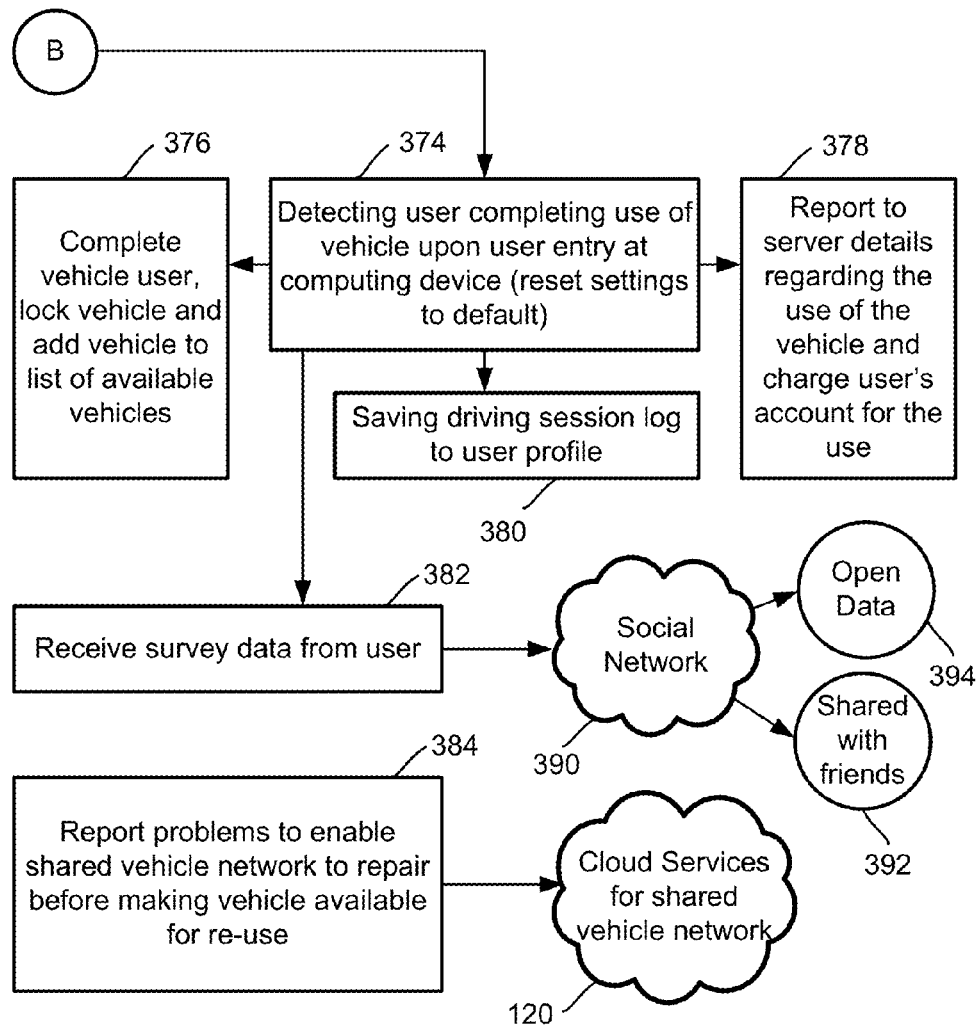 B
376
374
378
Complete
vehicle user,
lock vehicle and
add vehicle to
list of available
vehicles
Detecting user completing use of
vehicle upon user entry at
computing device (reset settings
to default)
Report to
server details
regarding the
use of the
vehicle and
charge user's
account for the
use
Saving driving session log
to user profile
380
382
Receive survey data from user
Social
Network
390
Open
Data
394
Shared
with
friends
392
384
Report problems to enable
shared vehicle network to repair
before making vehicle available
for re-use
Cloud Services
for shared
vehicle network
120